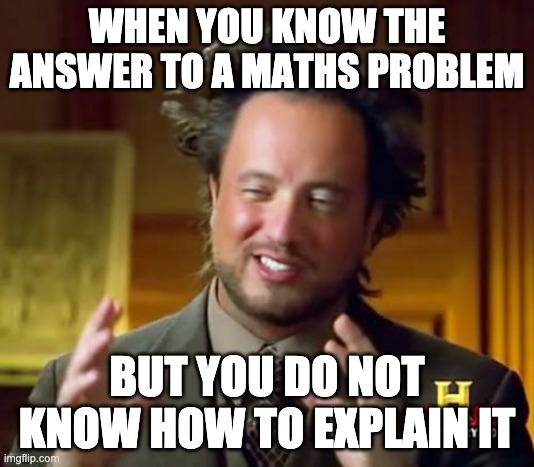 WHEN YOU KNOW THE
ANSWER TO A MATHS PROBLEM
BUT YOU DO NOT
H
KNOW HOW TO EXPLAIN IT
imgflip.com